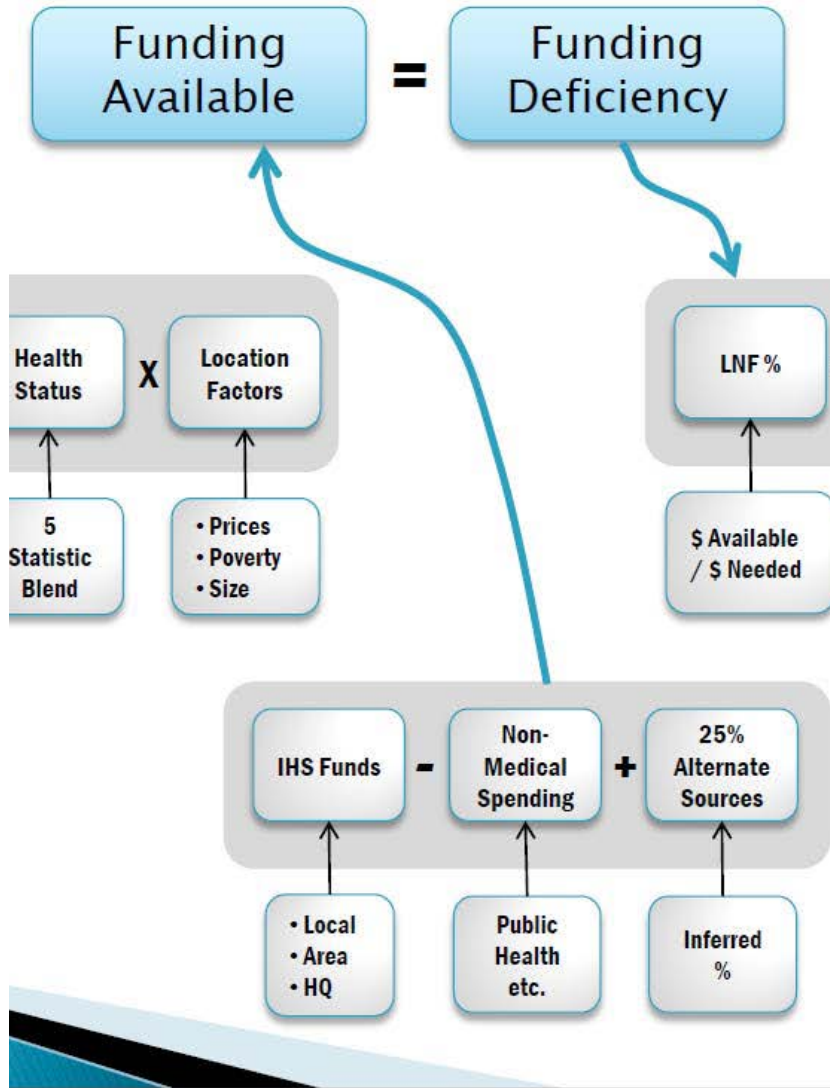 Funding
Available
=
Funding
Deficiency
Health
Status
X
Location
Factors
LNF %
5
Statistic
Blend
• Prices
• Poverty
• Size
$ Available
/ $ Needed
IHS Funds
-
Non-
Medical
Spending
+
25%
Alternate
Sources
• Local
• Area
• HQ
Public
Health
etc.
Inferred
%